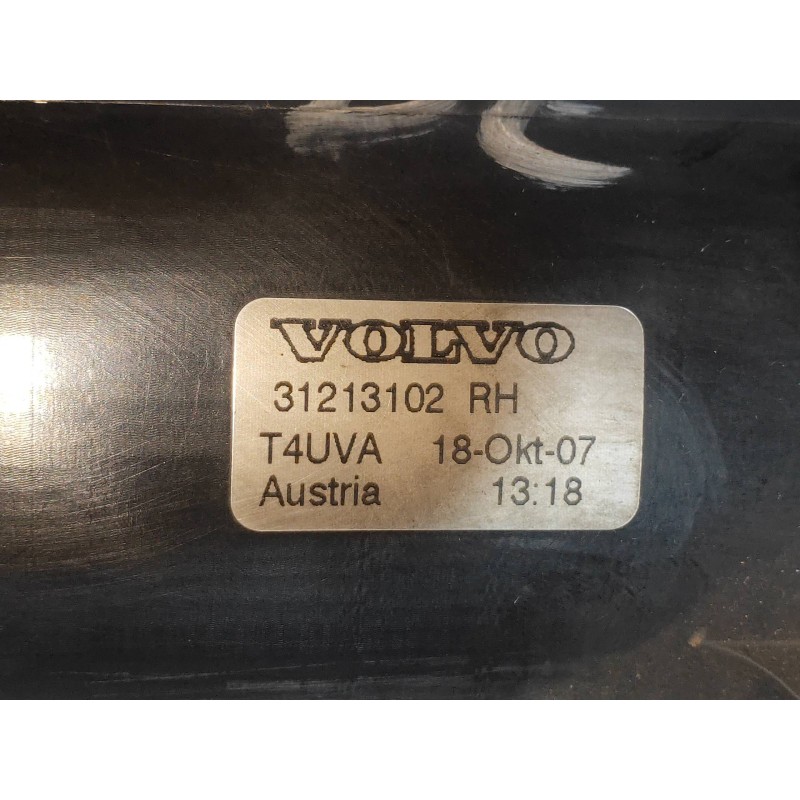 VOLVO
31213102 RH
T4UVA 18-Okt-07
Austria 13:18